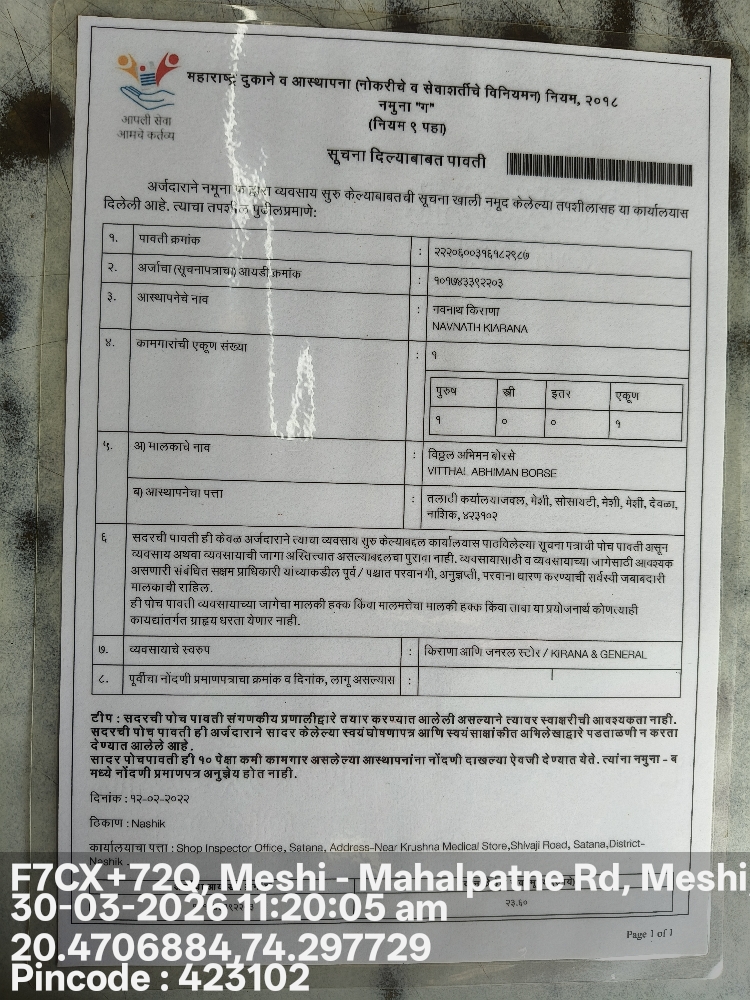 आपली सेवा
आमचे कर्तव्य
महाराष्ट्र दुकाने व आस्थापना (नोकरीचे व सेवाशर्तीचे विनियमन) नियम, २०१८
नमुना "ग"
(नियम ९ पहा)
सूचना दिल्याबाबत पावती
अर्जदाराने नमूना द्वारा व्यवसाय सुरु केल्याबाबतची सूचना खाली नमूद केलेल्या तपशीलासह या कार्यालयास
दिलेली आहे. त्याचा तपशील पुढीलप्रमाणे:
१. पावती क्रमांक : २२२०६००३१६१८२९८७
२. अर्जाचा (सूचनापत्राचा) आयडी क्रमांक : १०१७४३३९२२०३
३. आस्थापनेचे नाव : नवनाथ किराणा
NAVNATH KIARANA
४. कामगारांची एकूण संख्या : १
पुरुष स्त्री इतर एकूण
१ ० ० १
५. अ) मालकाचे नाव : विठ्ठल अभिमन बोरसे
VITTHAL ABHIMAN BORSE
ब) आस्थापनेचा पत्ता : तलाठी कर्यालयाजवल, मेशी, सोसायटी, मेशी, मेशी, देवळा,
नाशिक, ४२३१०२
६ सदरची पावती ही केवळ अर्जदाराने त्याचा व्यवसाय सुरु केल्याबद्दल कार्यालयास पाठविलेल्या सूचना पत्राची पोच पावती असून
व्यवसाय अथवा व्यवसायाची जागा अस्तित्वात असल्याबद्दलचा पुरावा नाही. व्यवसायासाठी व व्यवसायाच्या जागेसाठी आवश्यक
असणारी संबंधित सक्षम प्राधिकारी यांच्याकडील पूर्व / पश्चात परवानगी, अनुज्ञप्ती, परवाना धारण करण्याची सर्वस्वी जबाबदारी
मालकाची राहिल.
ही पोच पावती व्यवसायाच्या जागेचा मालकी हक्क किंवा मालमत्तेचा मालकी हक्क किंवा ताबा या प्रयोजनार्थ कोणत्याही
कायद्यांतर्गत ग्राह्य धरता येणार नाही.
७. व्यवसायाचे स्वरुप : किराणा आणि जनरल स्टोर / KIRANA & GENERAL
८. पूर्वीचा नोंदणी प्रमाणपत्राचा क्रमांक व दिनांक, लागू असल्यास :
टीप : सदरची पोच पावती संगणकीय प्रणालीद्वारे तयार करण्यात आलेली असल्याने त्यावर स्वाक्षरीची आवश्यकता नाही.
सदरची पोच पावती ही अर्जदाराने सादर केलेल्या स्वयंघोषणापत्र आणि स्वयंसाक्षांकीत अभिलेखाद्वारे पडताळणी न करता
देण्यात आलेले आहे.
सादर पोचपावती ही १० पेक्षा कमी कामगार असलेल्या आस्थापनांना नोंदणी दाखल्या ऐवजी देण्यात येते. त्यांना नमुना - ब
मध्ये नोंदणी प्रमाणपत्र अनुज्ञेय होत नाही.
दिनांक : १२-०२-२०२२
ठिकाण : Nashik
कार्यालयाचा पत्ता : Shop Inspector Office, Satana, Address-Near Krushna Medical Store,Shivaji Road, Satana,District-
Nashik -
२३.६०
Page 1 of 1
F7CX+72Q, Meshi - Mahalpatne Rd, Meshi
30-03-2026 11:20:05 am
20.4706884,74.297729
Pincode : 423102